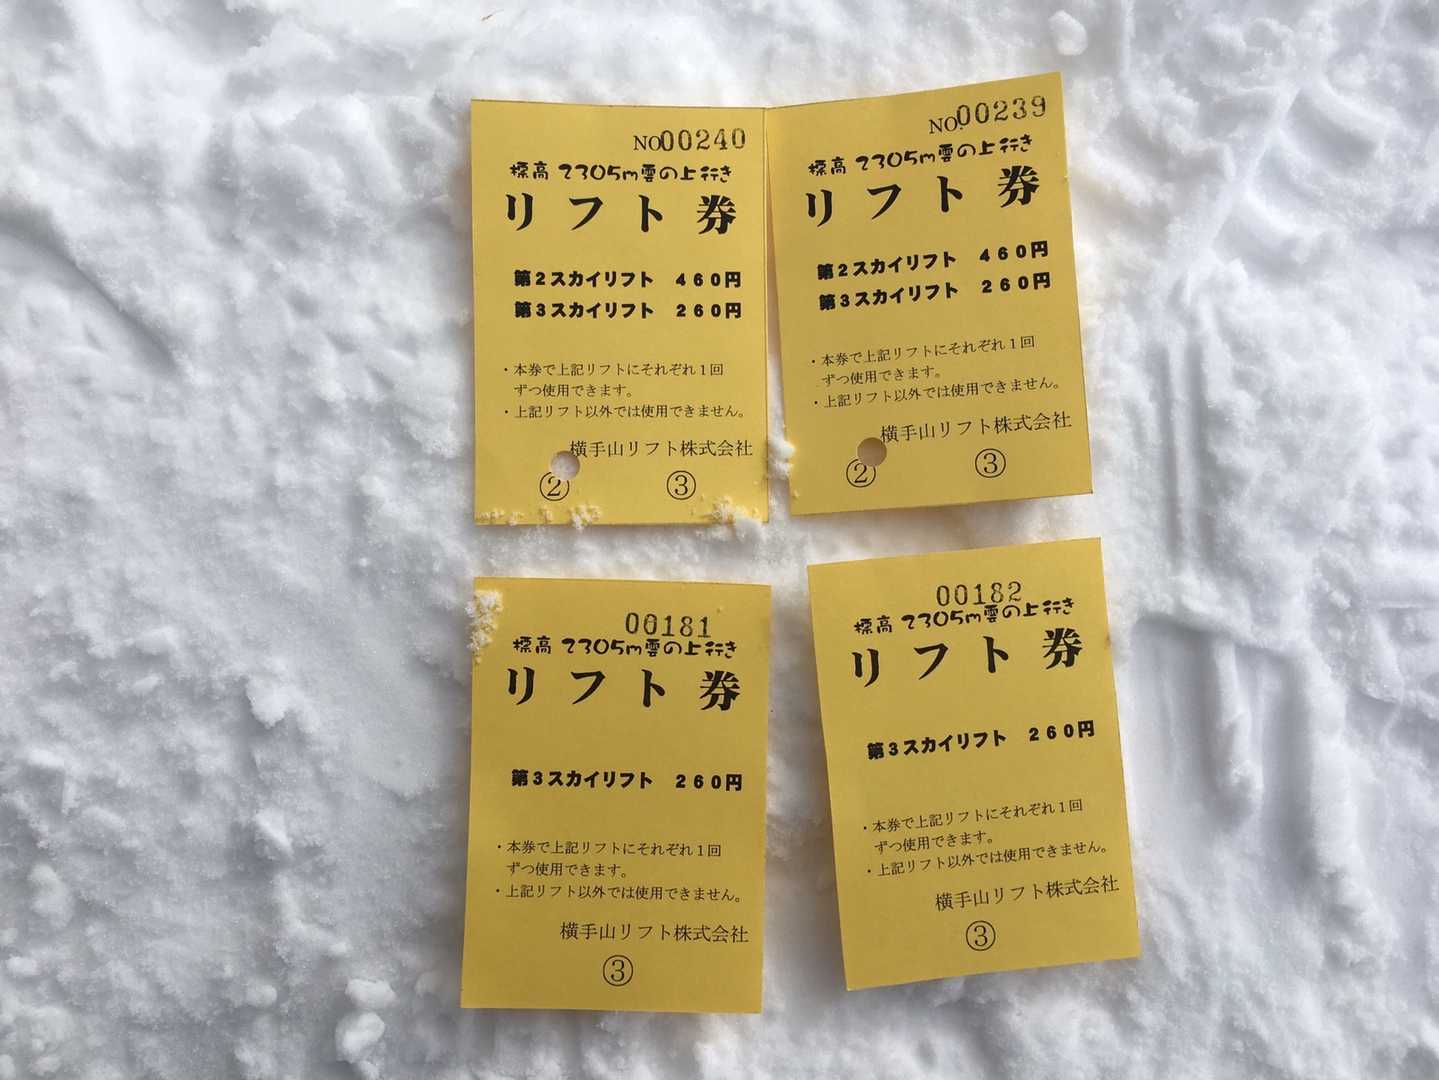 NO.00240
標高 2305m雲の上行き
リフト券
第2スカイリフト 460円
第3スカイリフト 260円
・本券で上記リフトにそれぞれ1回
ずつ使用できます。
・上記リフト以外では使用できません。
横手山リフト株式会社
② ③
NO.00239
標高 2305m雲の上行き
リフト券
第2スカイリフト 460円
第3スカイリフト 260円
・本券で上記リフトにそれぞれ1回
ずつ使用できます。
・上記リフト以外では使用できません。
横手山リフト株式会社
② ③
00181
標高 2305m雲の上行き
リフト券
第3スカイリフト 260円
・本券で上記リフトにそれぞれ1回
ずつ使用できます。
・上記リフト以外では使用できません。
横手山リフト株式会社
③
00182
標高 2305m雲の上行き
リフト券
第3スカイリフト 260円
・本券で上記リフトにそれぞれ1回
ずつ使用できます。
・上記リフト以外では使用できません。
横手山リフト株式会社
③